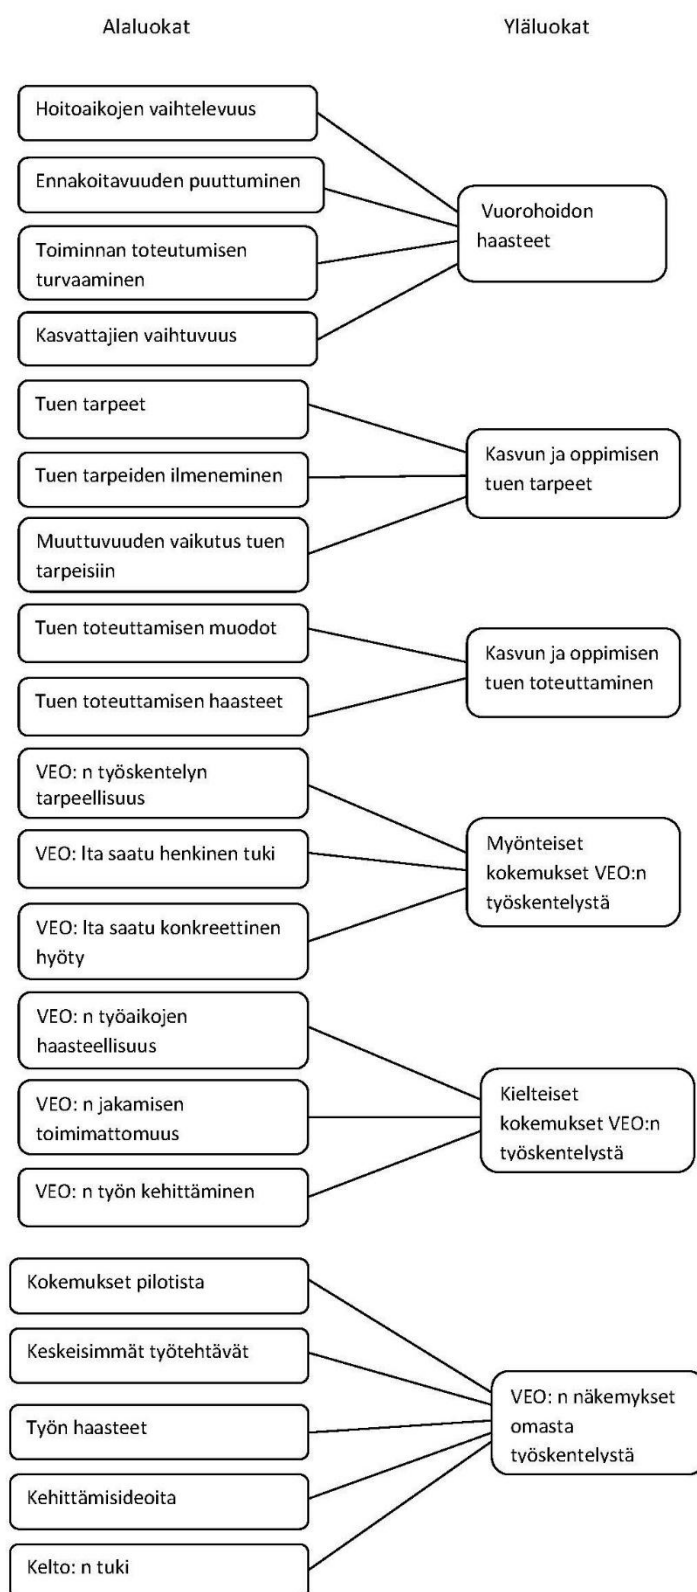 Alaluokat
Yläluokat
Hoitoaikojen vaihtelevuus
Ennakoitavuuden puuttuminen
Toiminnan toteutumisen
turvaaminen
Kasvattajien vaihtuvuus
Vuorohoidon
haasteet
Tuen tarpeet
Tuen tarpeiden ilmeneminen
Muuttuvuuden vaikutus tuen
tarpeisiin
Kasvun ja oppimisen
tuen tarpeet
Tuen toteuttamisen muodot
Tuen toteuttamisen haasteet
Kasvun ja oppimisen
tuen toteuttaminen
VEO: n työskentelyn
tarpeellisuus
VEO: lta saatu henkinen tuki
VEO: lta saatu konkreettinen
hyöty
Myönteiset
kokemukset VEO:n
työskentelystä
VEO: n työaikojen
haasteellisuus
VEO: n jakamisen
toimimattomuus
VEO: n työn kehittäminen
Kielteiset
kokemukset VEO:n
työskentelystä
Kokemukset pilotista
Keskeisimmät työtehtävät
Työn haasteet
Kehittämisideoita
Kelto: n tuki
VEO: n näkemykset
omasta
työskentelystä